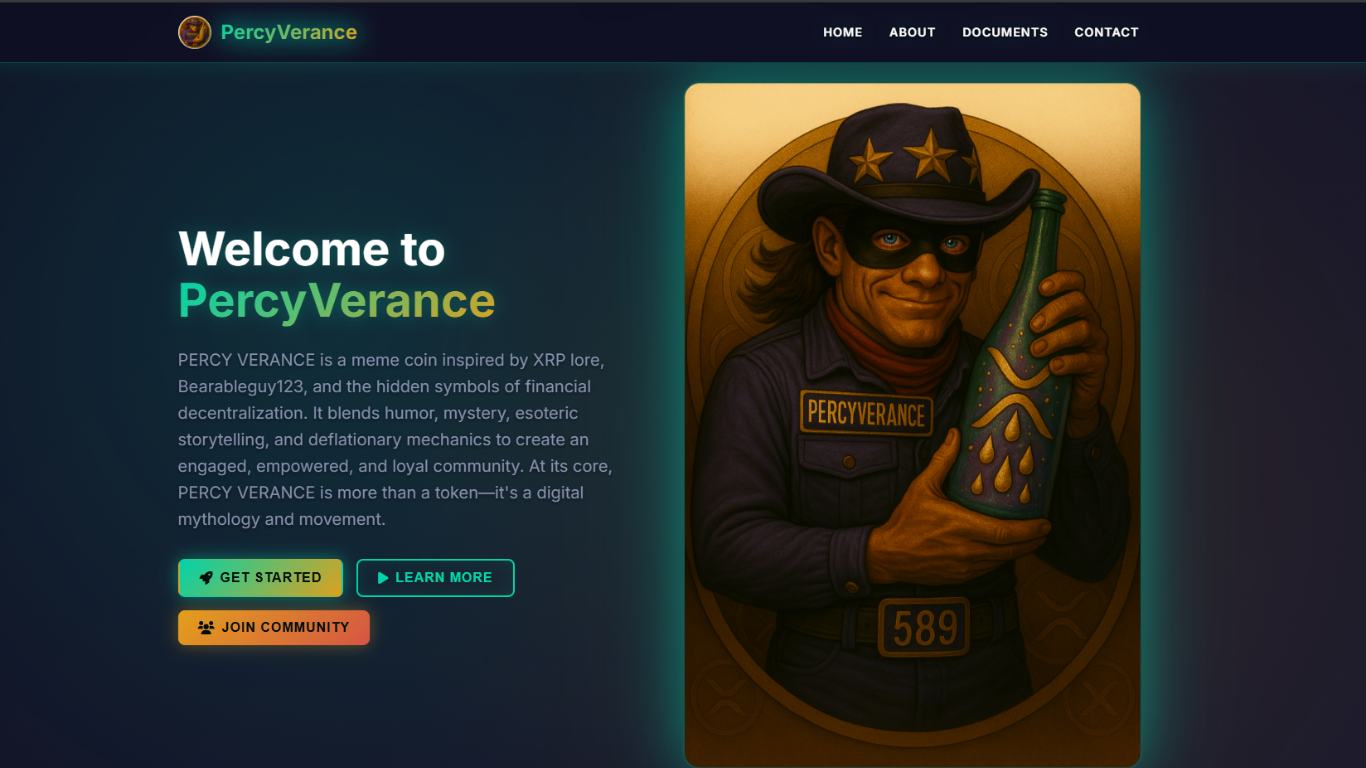 PercyVerance
HOME ABOUT DOCUMENTS CONTACT
Welcome to
PercyVerance
PERCY VERANCE is a meme coin inspired by XRP lore,
Bearableguy123, and the hidden symbols of financial
decentralization. It blends humor, mystery, esoteric
storytelling, and deflationary mechanics to create an
engaged, empowered, and loyal community. At its core,
PERCY VERANCE is more than a token—it's a digital
mythology and movement.
GET STARTED
LEARN MORE
JOIN COMMUNITY
PERCYVERANCE
589